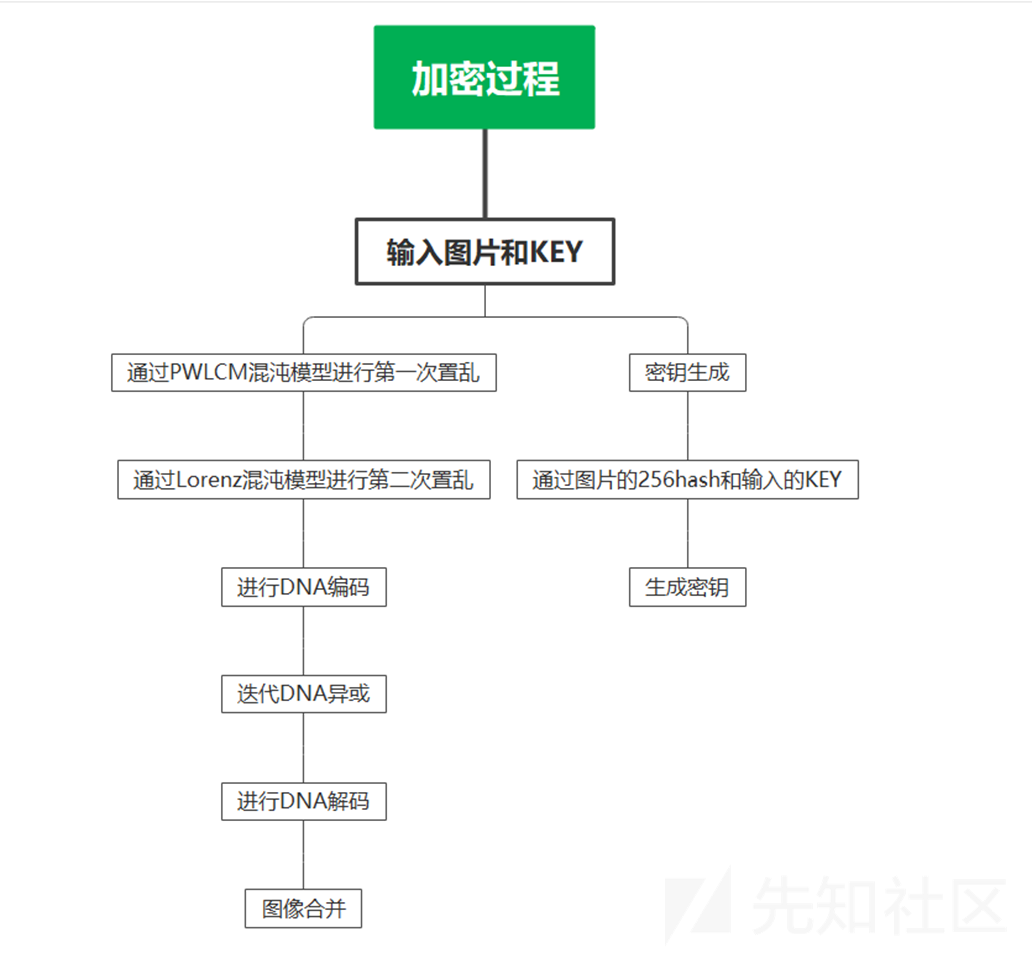 加密过程
输入图片和KEY
通过PWLCM混沌模型进行第一次置乱
密钥生成
通过Lorenz混沌模型进行第二次置乱
通过图片的256hash和输入的KEY
进行DNA编码
生成密钥
迭代DNA异或
进行DNA解码
图像合并
先知社区